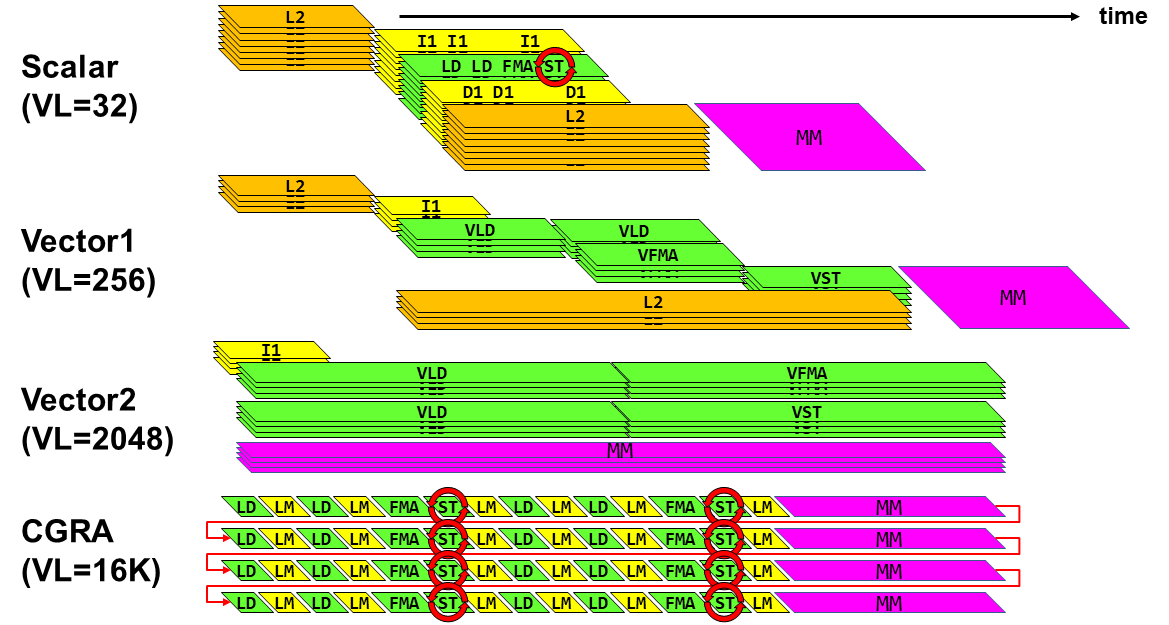 time
L2
Scalar
(VL=32)
I1 I1 I1
LD LD FMA ST
D1 D1 D1
L2
MM
L2
Vector1
(VL=256)
I1
VLD VLD
VFMA
VST
L2
MM
I1
Vector2
(VL=2048)
VLD VFMA
VLD VST
MM
CGRA
(VL=16K)
LD LM LD LM FMA ST LM LD LM LD LM FMA ST LM MM
LD LM LD LM FMA ST LM LD LM LD LM FMA ST LM MM
LD LM LD LM FMA ST LM LD LM LD LM FMA ST LM MM
LD LM LD LM FMA ST LM LD LM LD LM FMA ST LM MM